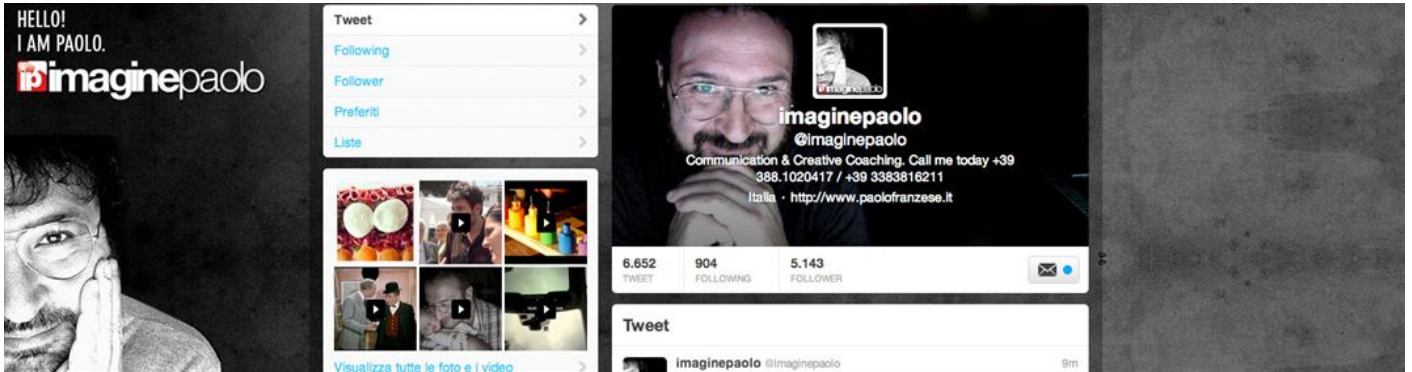 HELLO!
I AM PAOLO.
ip imaginepaolo
Tweet
Following
Follower
Preferiti
Liste
Visualizza tutte le foto e i video
imaginepaolo
imaginepaolo
@imaginepaolo
Communication & Creative Coaching. Call me today +39
388.1020417 / +39 3383816211
Italia · http://www.paolofranzese.it
6.652
TWEET
904
FOLLOWING
5.143
FOLLOWER
Tweet
imaginepaolo @imaginepaolo 9m